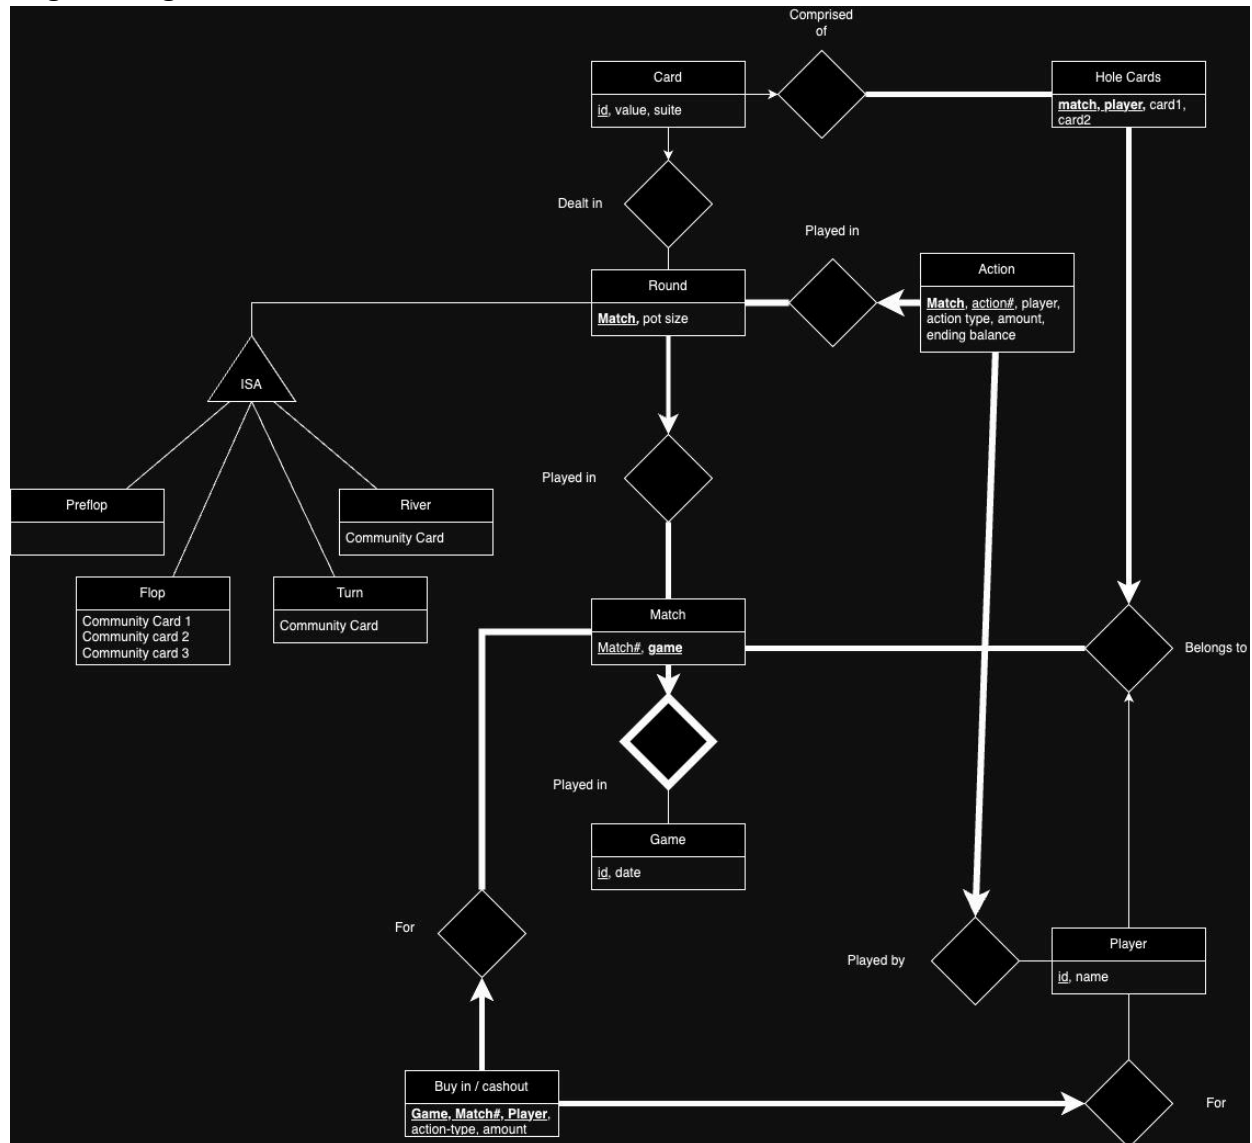 Comprised
of
Card
id, value, suite
Hole Cards
match, player, card1,
card2
Dealt in
Played in
Action
Match, action#, player,
action type, amount,
ending balance
Round
Match, pot size
ISA
Played in
Preflop
River
Community Card
Flop
Community Card 1
Community card 2
Community card 3
Turn
Community Card
Match
Match#, game
Belongs to
Played in
Game
id, date
For
Played by
Player
id, name
Buy in / cashout
Game, Match#, Player,
action-type, amount
For